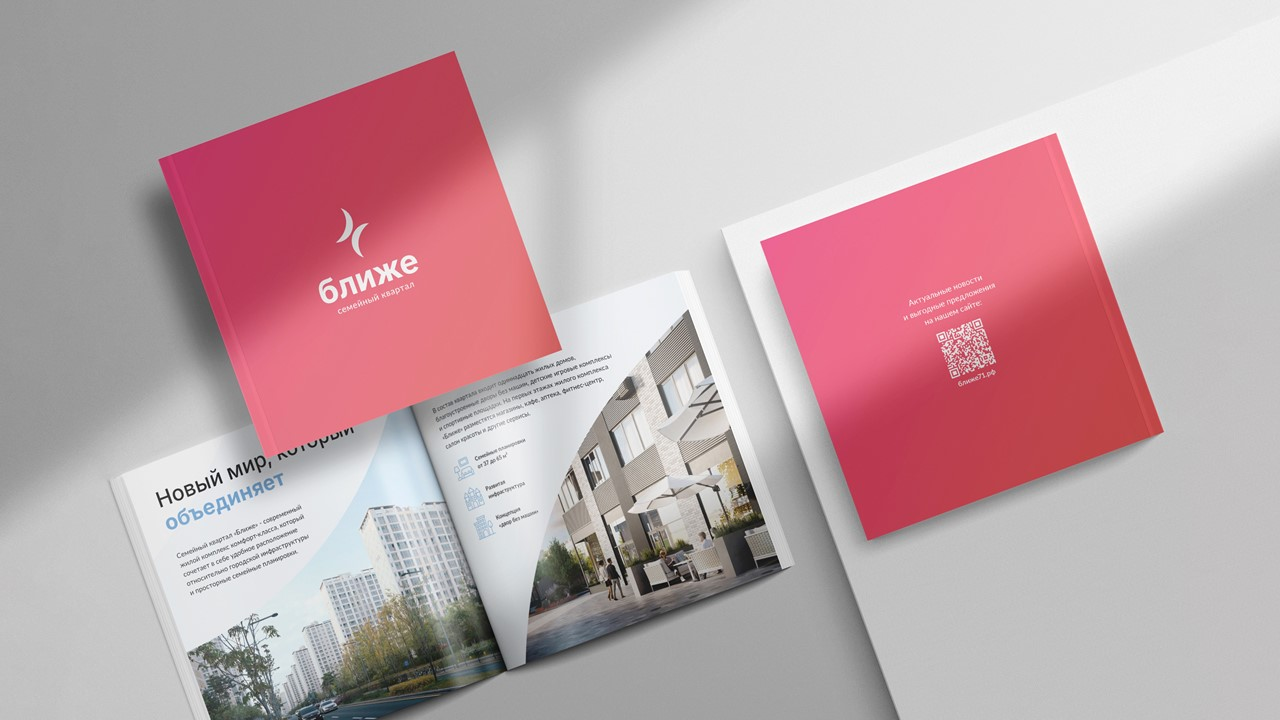 ближе
семейный квартал
Новый мир, который
объединяет
Семейный квартал «Ближе» - современный
жилой комплекс комфорт-класса, который
сочетает в себе удобное расположение
относительно городской инфраструктуры
и просторные семейные планировки.
В состав квартала входит одиннадцать жилых домов,
благоустроенные дворы без машин, детские игровые комплексы
и спортивные площадки. На первых этажах жилого комплекса
«Ближе» разместятся магазины, кафе, аптека, фитнес-центр,
салон красоты и другие сервисы.
Семейные планировки
от 37 до 65 м²
Развитая
инфраструктура
Концепция
«двор без машин»
Актуальные новости
и выгодные предложения
на нашем сайте:
ближе71.рф